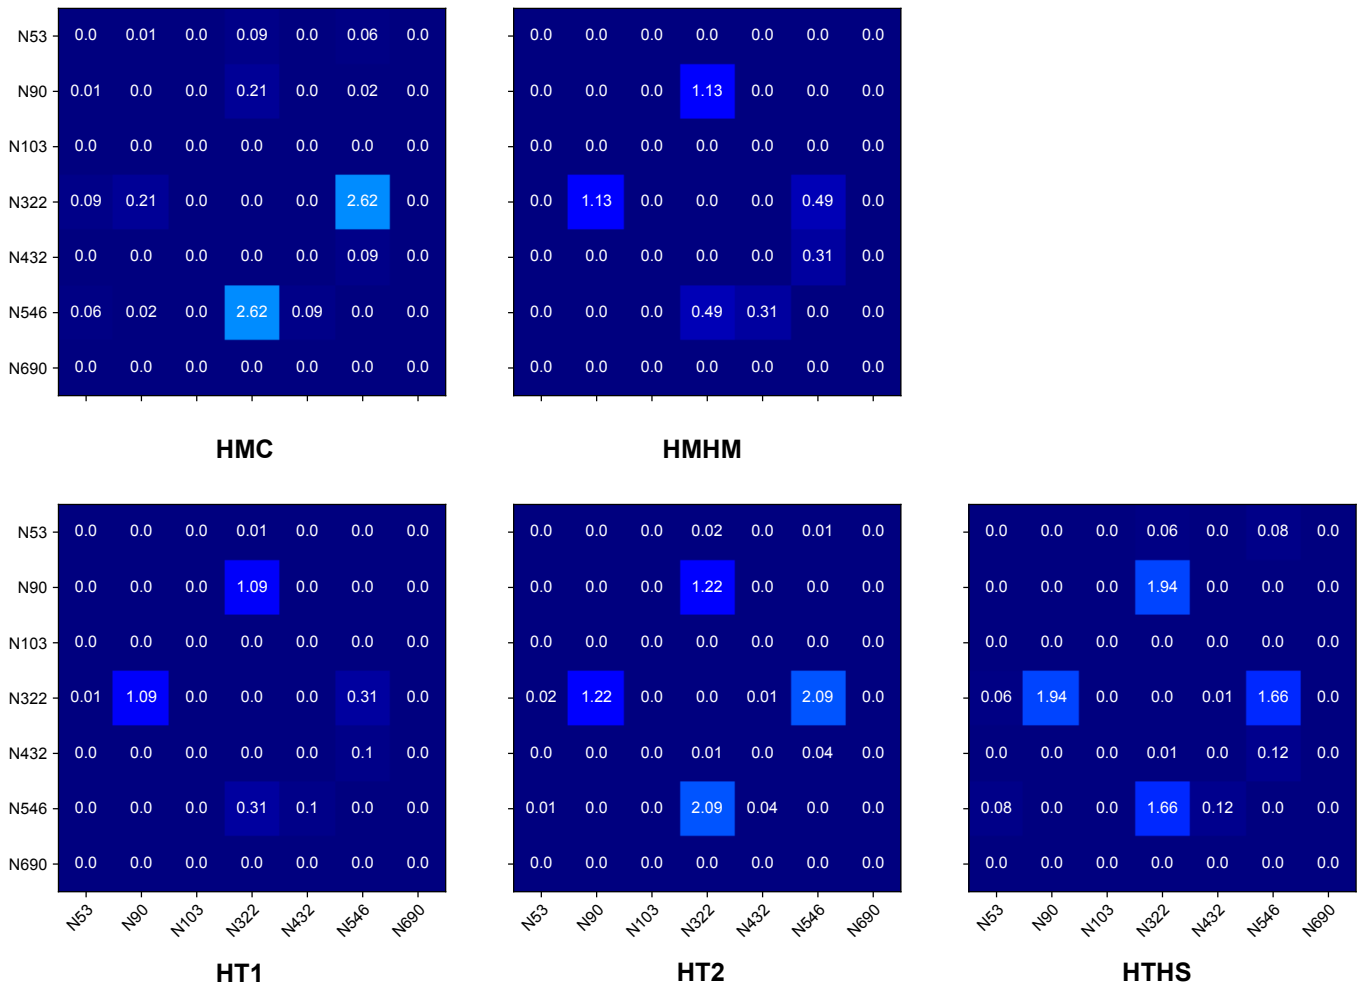 N53 0.0 0.01 0.0 0.09 0.0 0.06 0.0
N90 0.01 0.0 0.0 0.21 0.0 0.02 0.0
N103 0.0 0.0 0.0 0.0 0.0 0.0 0.0
N322 0.09 0.21 0.0 0.0 0.0 2.62 0.0
N432 0.0 0.0 0.0 0.0 0.0 0.09 0.0
N546 0.06 0.02 0.0 2.62 0.09 0.0 0.0
N690 0.0 0.0 0.0 0.0 0.0 0.0 0.0
HMC
0.0 0.0 0.0 0.0 0.0 0.0 0.0
0.0 0.0 0.0 1.13 0.0 0.0 0.0
0.0 0.0 0.0 0.0 0.0 0.0 0.0
0.0 1.13 0.0 0.0 0.0 0.49 0.0
0.0 0.0 0.0 0.0 0.0 0.31 0.0
0.0 0.0 0.0 0.49 0.31 0.0 0.0
0.0 0.0 0.0 0.0 0.0 0.0 0.0
HMHM
N53 0.0 0.0 0.0 0.01 0.0 0.0 0.0
N90 0.0 0.0 0.0 1.09 0.0 0.0 0.0
N103 0.0 0.0 0.0 0.0 0.0 0.0 0.0
N322 0.01 1.09 0.0 0.0 0.0 0.31 0.0
N432 0.0 0.0 0.0 0.0 0.0 0.1 0.0
N546 0.0 0.0 0.0 0.31 0.1 0.0 0.0
N690 0.0 0.0 0.0 0.0 0.0 0.0 0.0
N53 N90 N103 N322 N432 N546 N690
HT1
0.0 0.0 0.0 0.02 0.0 0.01 0.0
0.0 0.0 0.0 1.22 0.0 0.0 0.0
0.0 0.0 0.0 0.0 0.0 0.0 0.0
0.02 1.22 0.0 0.0 0.01 2.09 0.0
0.0 0.0 0.0 0.01 0.0 0.04 0.0
0.01 0.0 0.0 2.09 0.04 0.0 0.0
0.0 0.0 0.0 0.0 0.0 0.0 0.0
N53 N90 N103 N322 N432 N546 N690
HT2
0.0 0.0 0.0 0.06 0.0 0.08 0.0
0.0 0.0 0.0 1.94 0.0 0.0 0.0
0.0 0.0 0.0 0.0 0.0 0.0 0.0
0.06 1.94 0.0 0.0 0.01 1.66 0.0
0.0 0.0 0.0 0.01 0.0 0.12 0.0
0.08 0.0 0.0 1.66 0.12 0.0 0.0
0.0 0.0 0.0 0.0 0.0 0.0 0.0
N53 N90 N103 N322 N432 N546 N690
HTHS